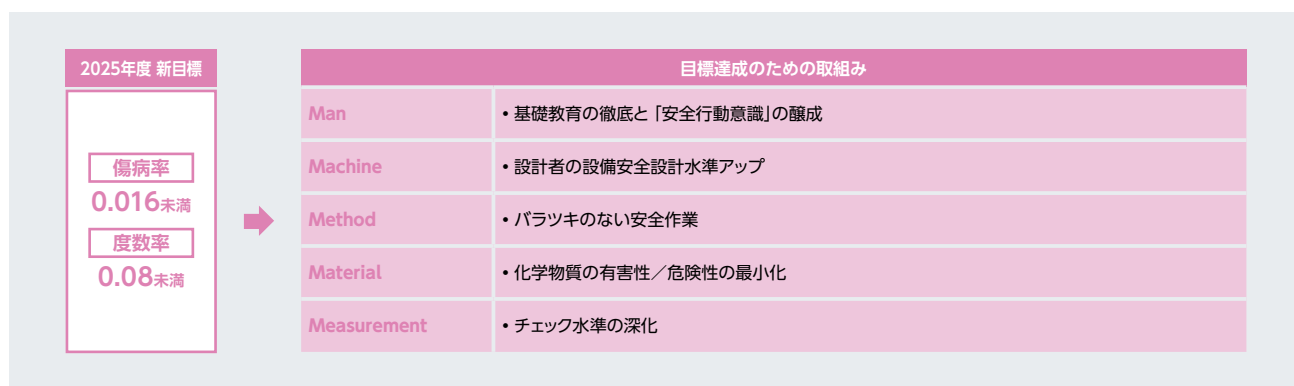 2025年度 新目標
傷病率
0.016未満
度数率
0.08未満
目標達成のための取組み
Man
• 基礎教育の徹底と「安全行動意識」の醸成
Machine
• 設計者の設備安全設計水準アップ
Method
• バラツキのない安全作業
Material
• 化学物質の有害性／危険性の最小化
Measurement
• チェック水準の深化